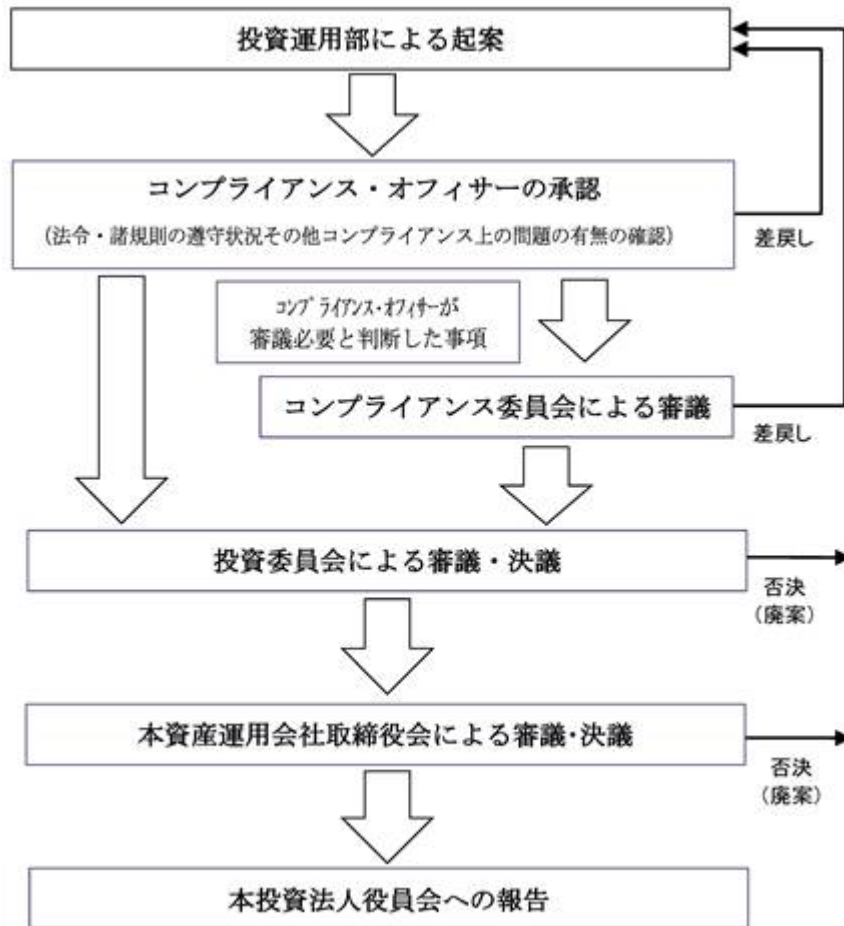 投資運用部による起案
コンプライアンス・オフィサーの承認
(法令・諸規則の遵守状況その他コンプライアンス上の問題の有無の確認)
差戻し
コンプライアンス・オフィサーが
審議必要と判断した事項
コンプライアンス委員会による審議
差戻し
投資委員会による審議・決議
否決
(廃案)
本資産運用会社取締役会による審議・決議
否決
(廃案)
本投資法人役員会への報告